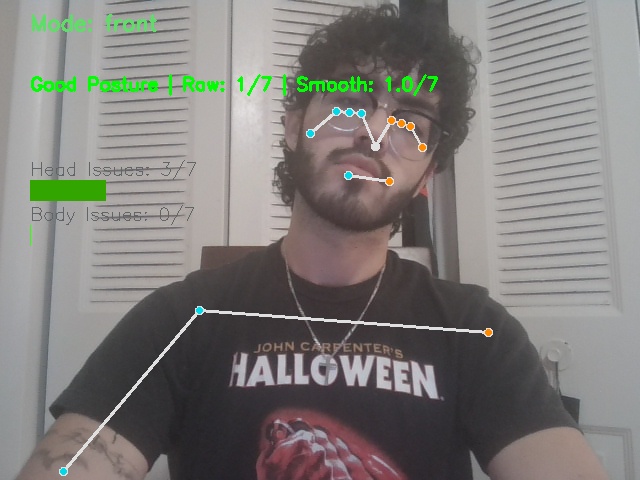 Mode: front
Good Posture | Raw: 1/7 | Smooth: 1.0/7
Head Issues: 3/7
Body Issues: 0/7
JOHN CARPENTER'S
HALLOWEEN